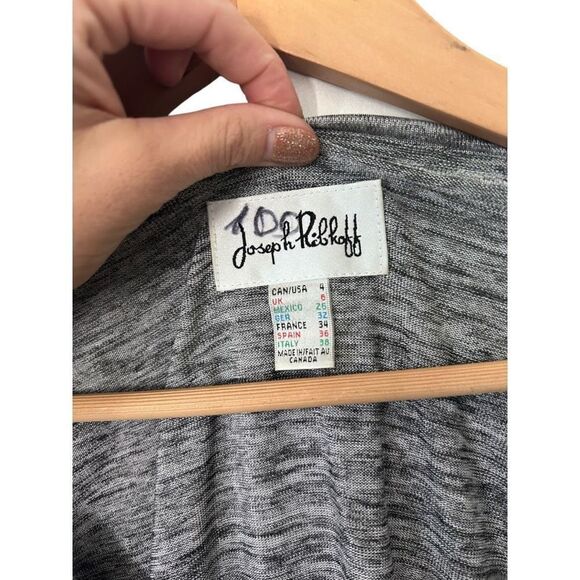 Joseph Ribkoff
CAN/USA 4
UK 6
MEXICO 26
GER 32
FRANCE 34
SPAIN 36
ITALY 38
MADE IN/FAIT AU
CANADA